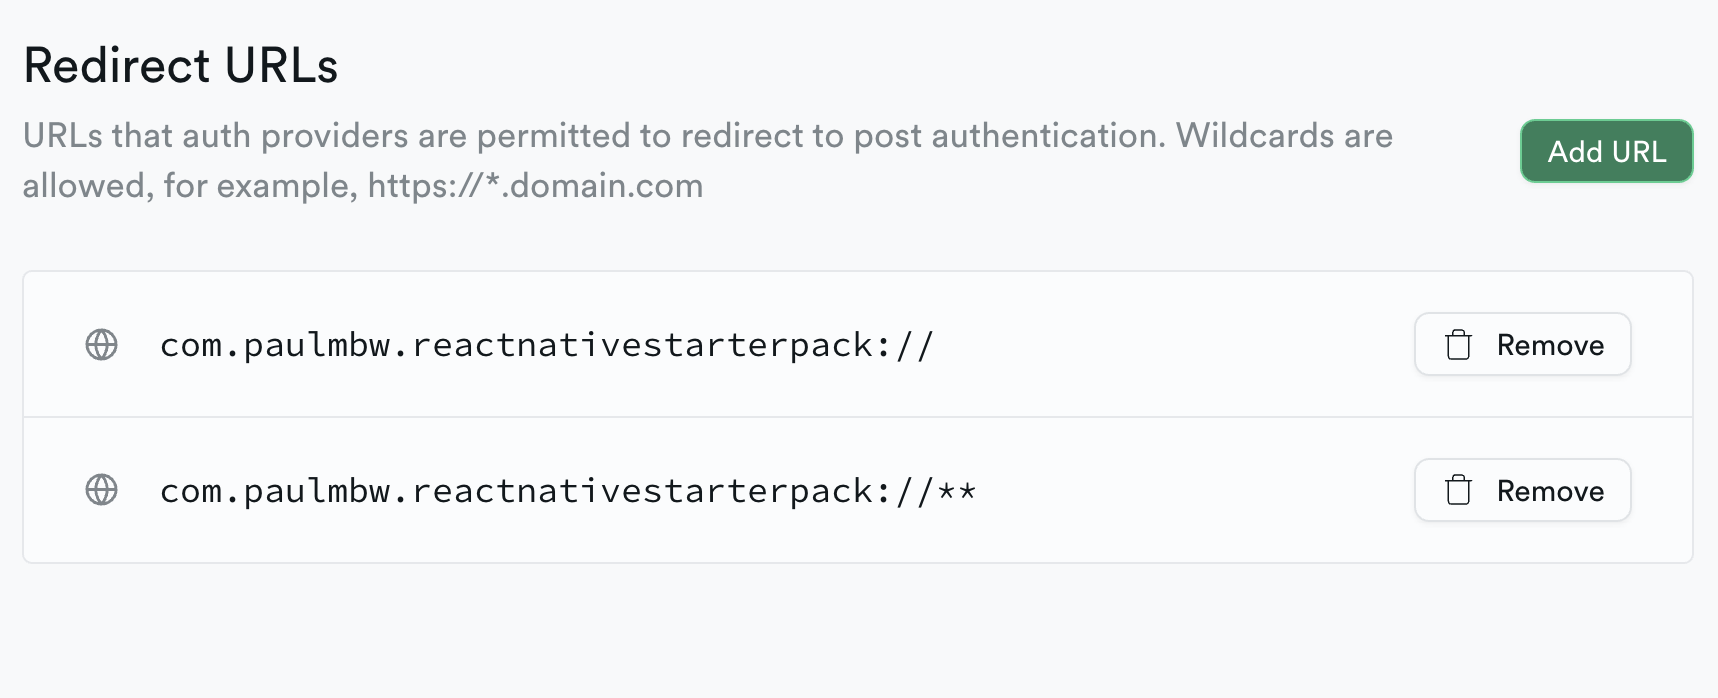 Redirect URLs
URLs that auth providers are permitted to redirect to post authentication. Wildcards are
allowed, for example, https://*.domain.com
Add URL
com.paulmbw.reactnativestarterpack://
Remove
com.paulmbw.reactnativestarterpack://**
Remove